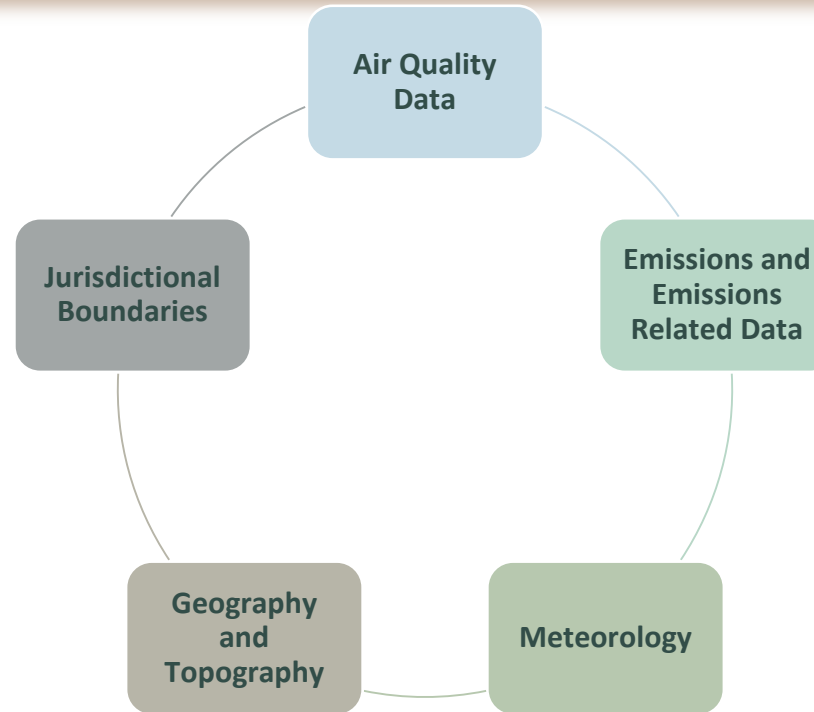 Air Quality
Data
Emissions and
Emissions
Related Data
Meteorology
Geography
and
Topography
Jurisdictional
Boundaries